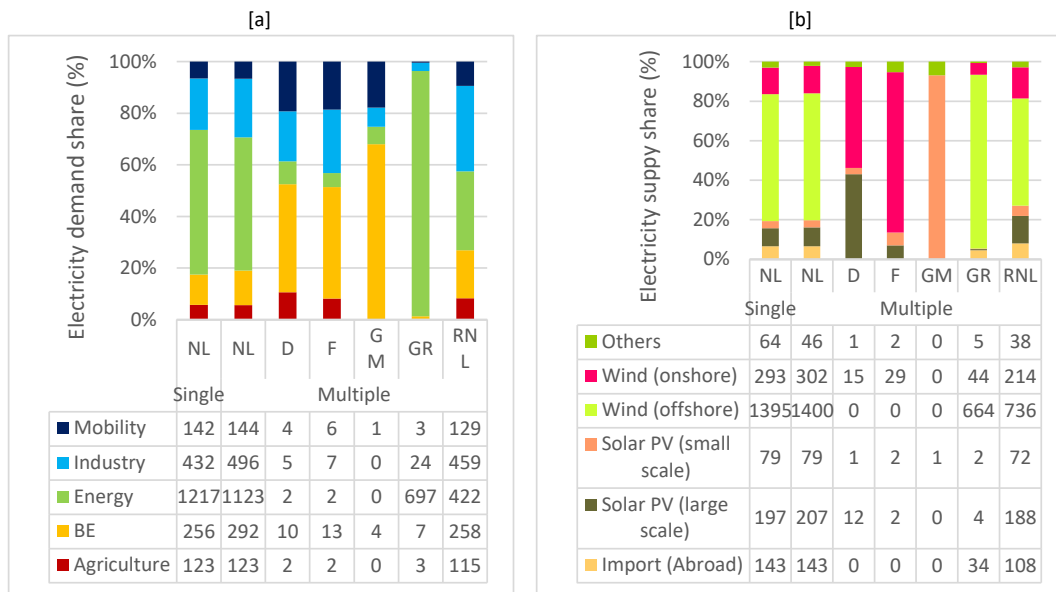 [a]
Electricity demand share (%)
100%
80%
60%
40%
20%
0%
NL NL D F GM GR RNL
Single Multiple
Mobility 142 144 4 6 1 3 129
Industry 432 496 5 7 0 24 459
Energy 1217 1123 2 2 0 697 422
BE 256 292 10 13 4 7 258
Agriculture 123 123 2 2 0 3 115
[b]
Electricity suppy share (%)
100%
80%
60%
40%
20%
0%
NL NL D F GM GR RNL
Single Multiple
Others 64 46 1 2 0 5 38
Wind (onshore) 293 302 15 29 0 44 214
Wind (offshore) 1395 1400 0 0 0 664 736
Solar PV (small
scale) 79 79 1 2 1 2 72
Solar PV (large
scale) 197 207 12 2 0 4 188
Import (Abroad) 143 143 0 0 0 34 108